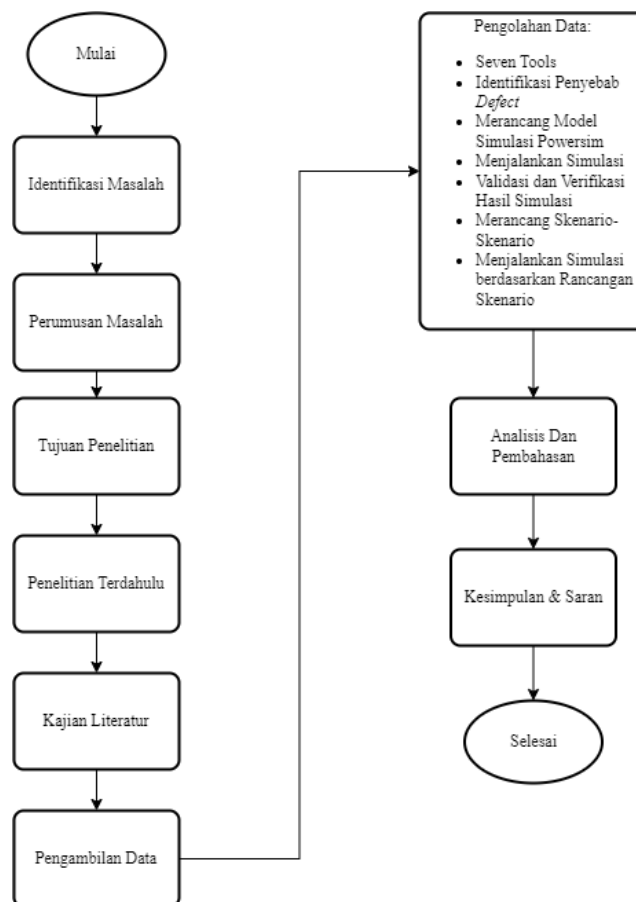 Mulai
Identifikasi Masalah
Perumusan Masalah
Tujuan Penelitian
Penelitian Terdahulu
Kajian Literatur
Pengambilan Data
Pengolahan Data:
• Seven Tools
• Identifikasi Penyebab
Defect
• Merancang Model
Simulasi Powersim
• Menjalankan Simulasi
• Validasi dan Verifikasi
Hasil Simulasi
• Merancang Skenario-
Skenario
• Menjalankan Simulasi
berdasarkan Rancangan
Skenario
Analisis Dan
Pembahasan
Kesimpulan & Saran
Selesai